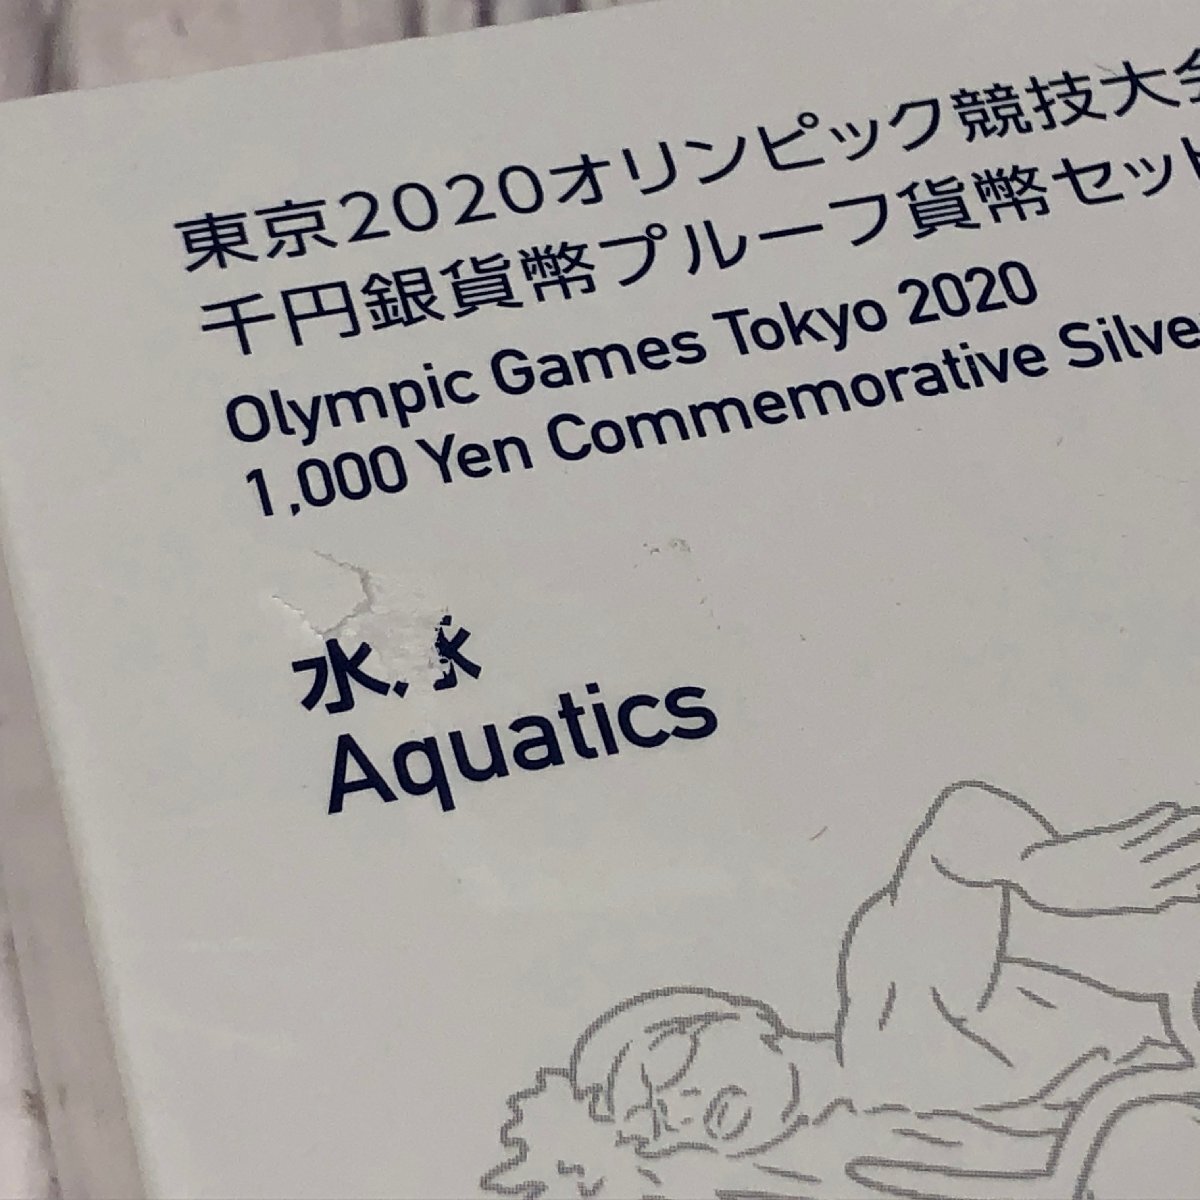 東京2020オリンピック競技大会
千円銀貨幣プルーフ貨幣セット
Olympic Games Tokyo 2020
1,000 Yen Commemorative Silve
水
Aquatics